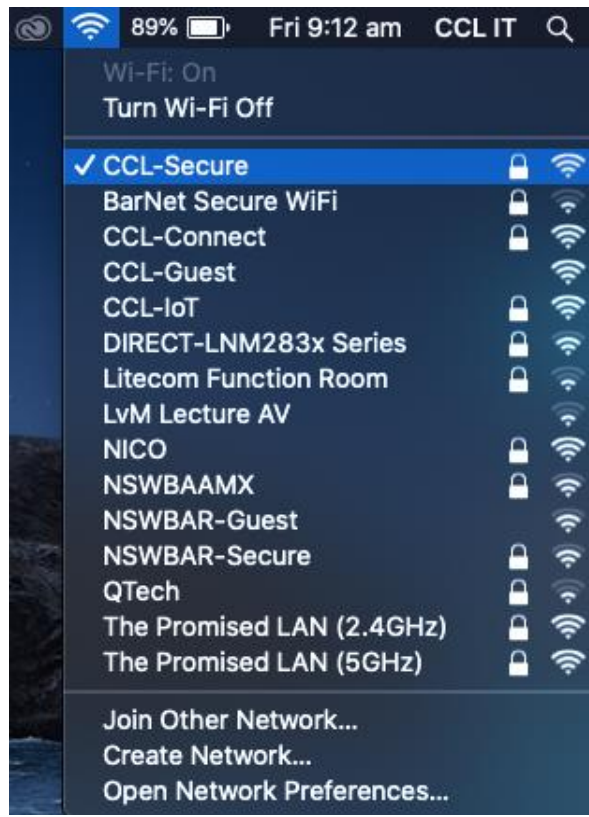 89% Fri 9:12 am CCL IT
Wi-Fi: On
Turn Wi-Fi Off
CCL-Secure
BarNet Secure WiFi
CCL-Connect
CCL-Guest
CCL-IoT
DIRECT-LNM283x Series
Litecom Function Room
LvM Lecture AV
NICO
NSWBAAMX
NSWBAR-Guest
NSWBAR-Secure
QTech
The Promised LAN (2.4GHz)
The Promised LAN (5GHz)
Join Other Network...
Create Network...
Open Network Preferences...